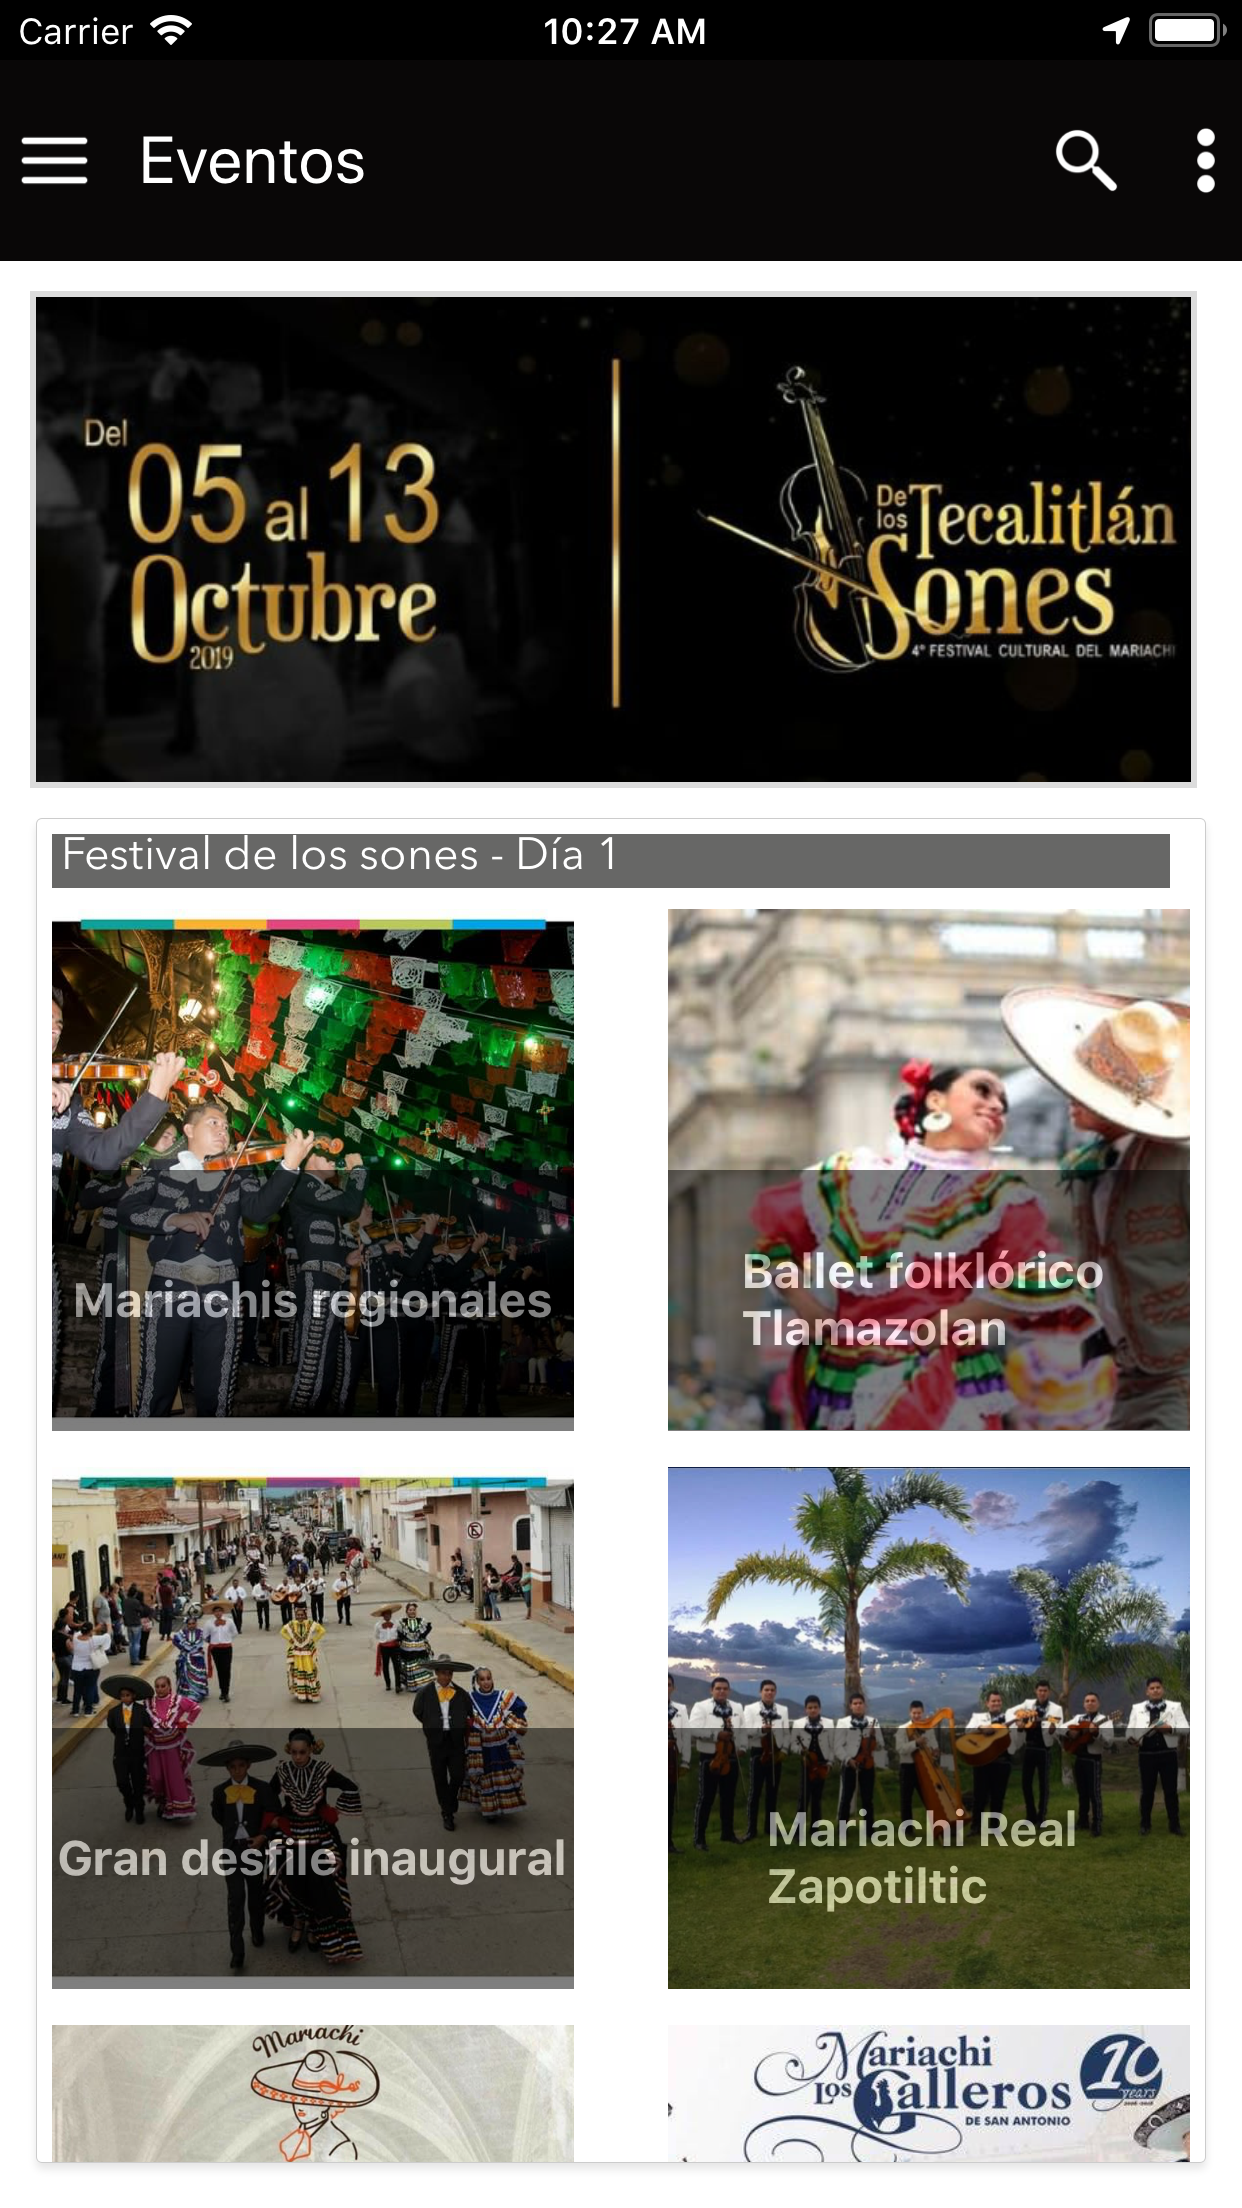 Carrier
10:27 AM
Eventos
Del
05 al 13
Octubre
2019
De los Tecalitlán
Sones
4° FESTIVAL CULTURAL DEL MARIACHI
Festival de los sones - Día 1
Mariachis regionales
Ballet folklórico
Tlamazolan
Gran desfile inaugural
Mariachi Real
Zapotiltic
Mariachi
Mariachi
Los Galleros
DE SAN ANTONIO
10
years